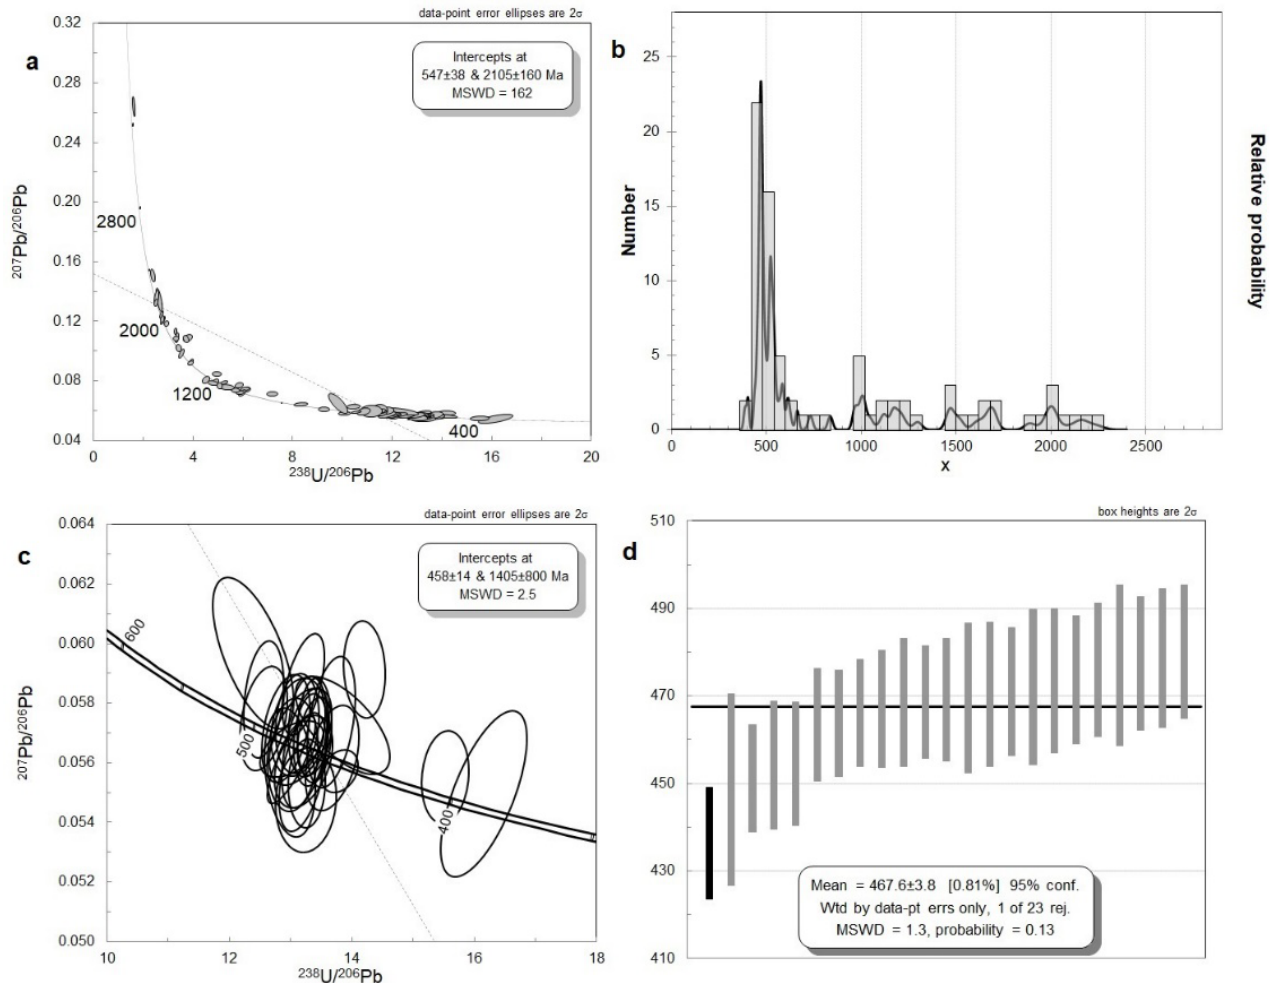 a
data-point error ellipses are 2σ
Intercepts at
547±38 & 2105±160 Ma
MSWD = 162
0.32
0.28
0.24
0.20
0.16
0.12
0.08
0.04
2800
2000
1200
400
²⁰⁷Pb/²⁰⁶Pb
0 4 8 12 16 20
²³⁸U/²⁰⁶Pb
b
25
20
15
10
5
0
Number
Relative probability
0 500 1000 1500 2000 2500
x
c
data-point error ellipses are 2σ
Intercepts at
458±14 & 1405±800 Ma
MSWD = 2.5
0.064
0.062
0.060
0.058
0.056
0.054
0.052
0.050
600
500
400
²⁰⁷Pb/²⁰⁶Pb
10 12 14 16 18
²³⁸U/²⁰⁶Pb
d
box heights are 2σ
510
490
470
450
430
410
Mean = 467.6±3.8 [0.81%] 95% conf.
Wtd by data-pt errs only, 1 of 23 rej.
MSWD = 1.3, probability = 0.13